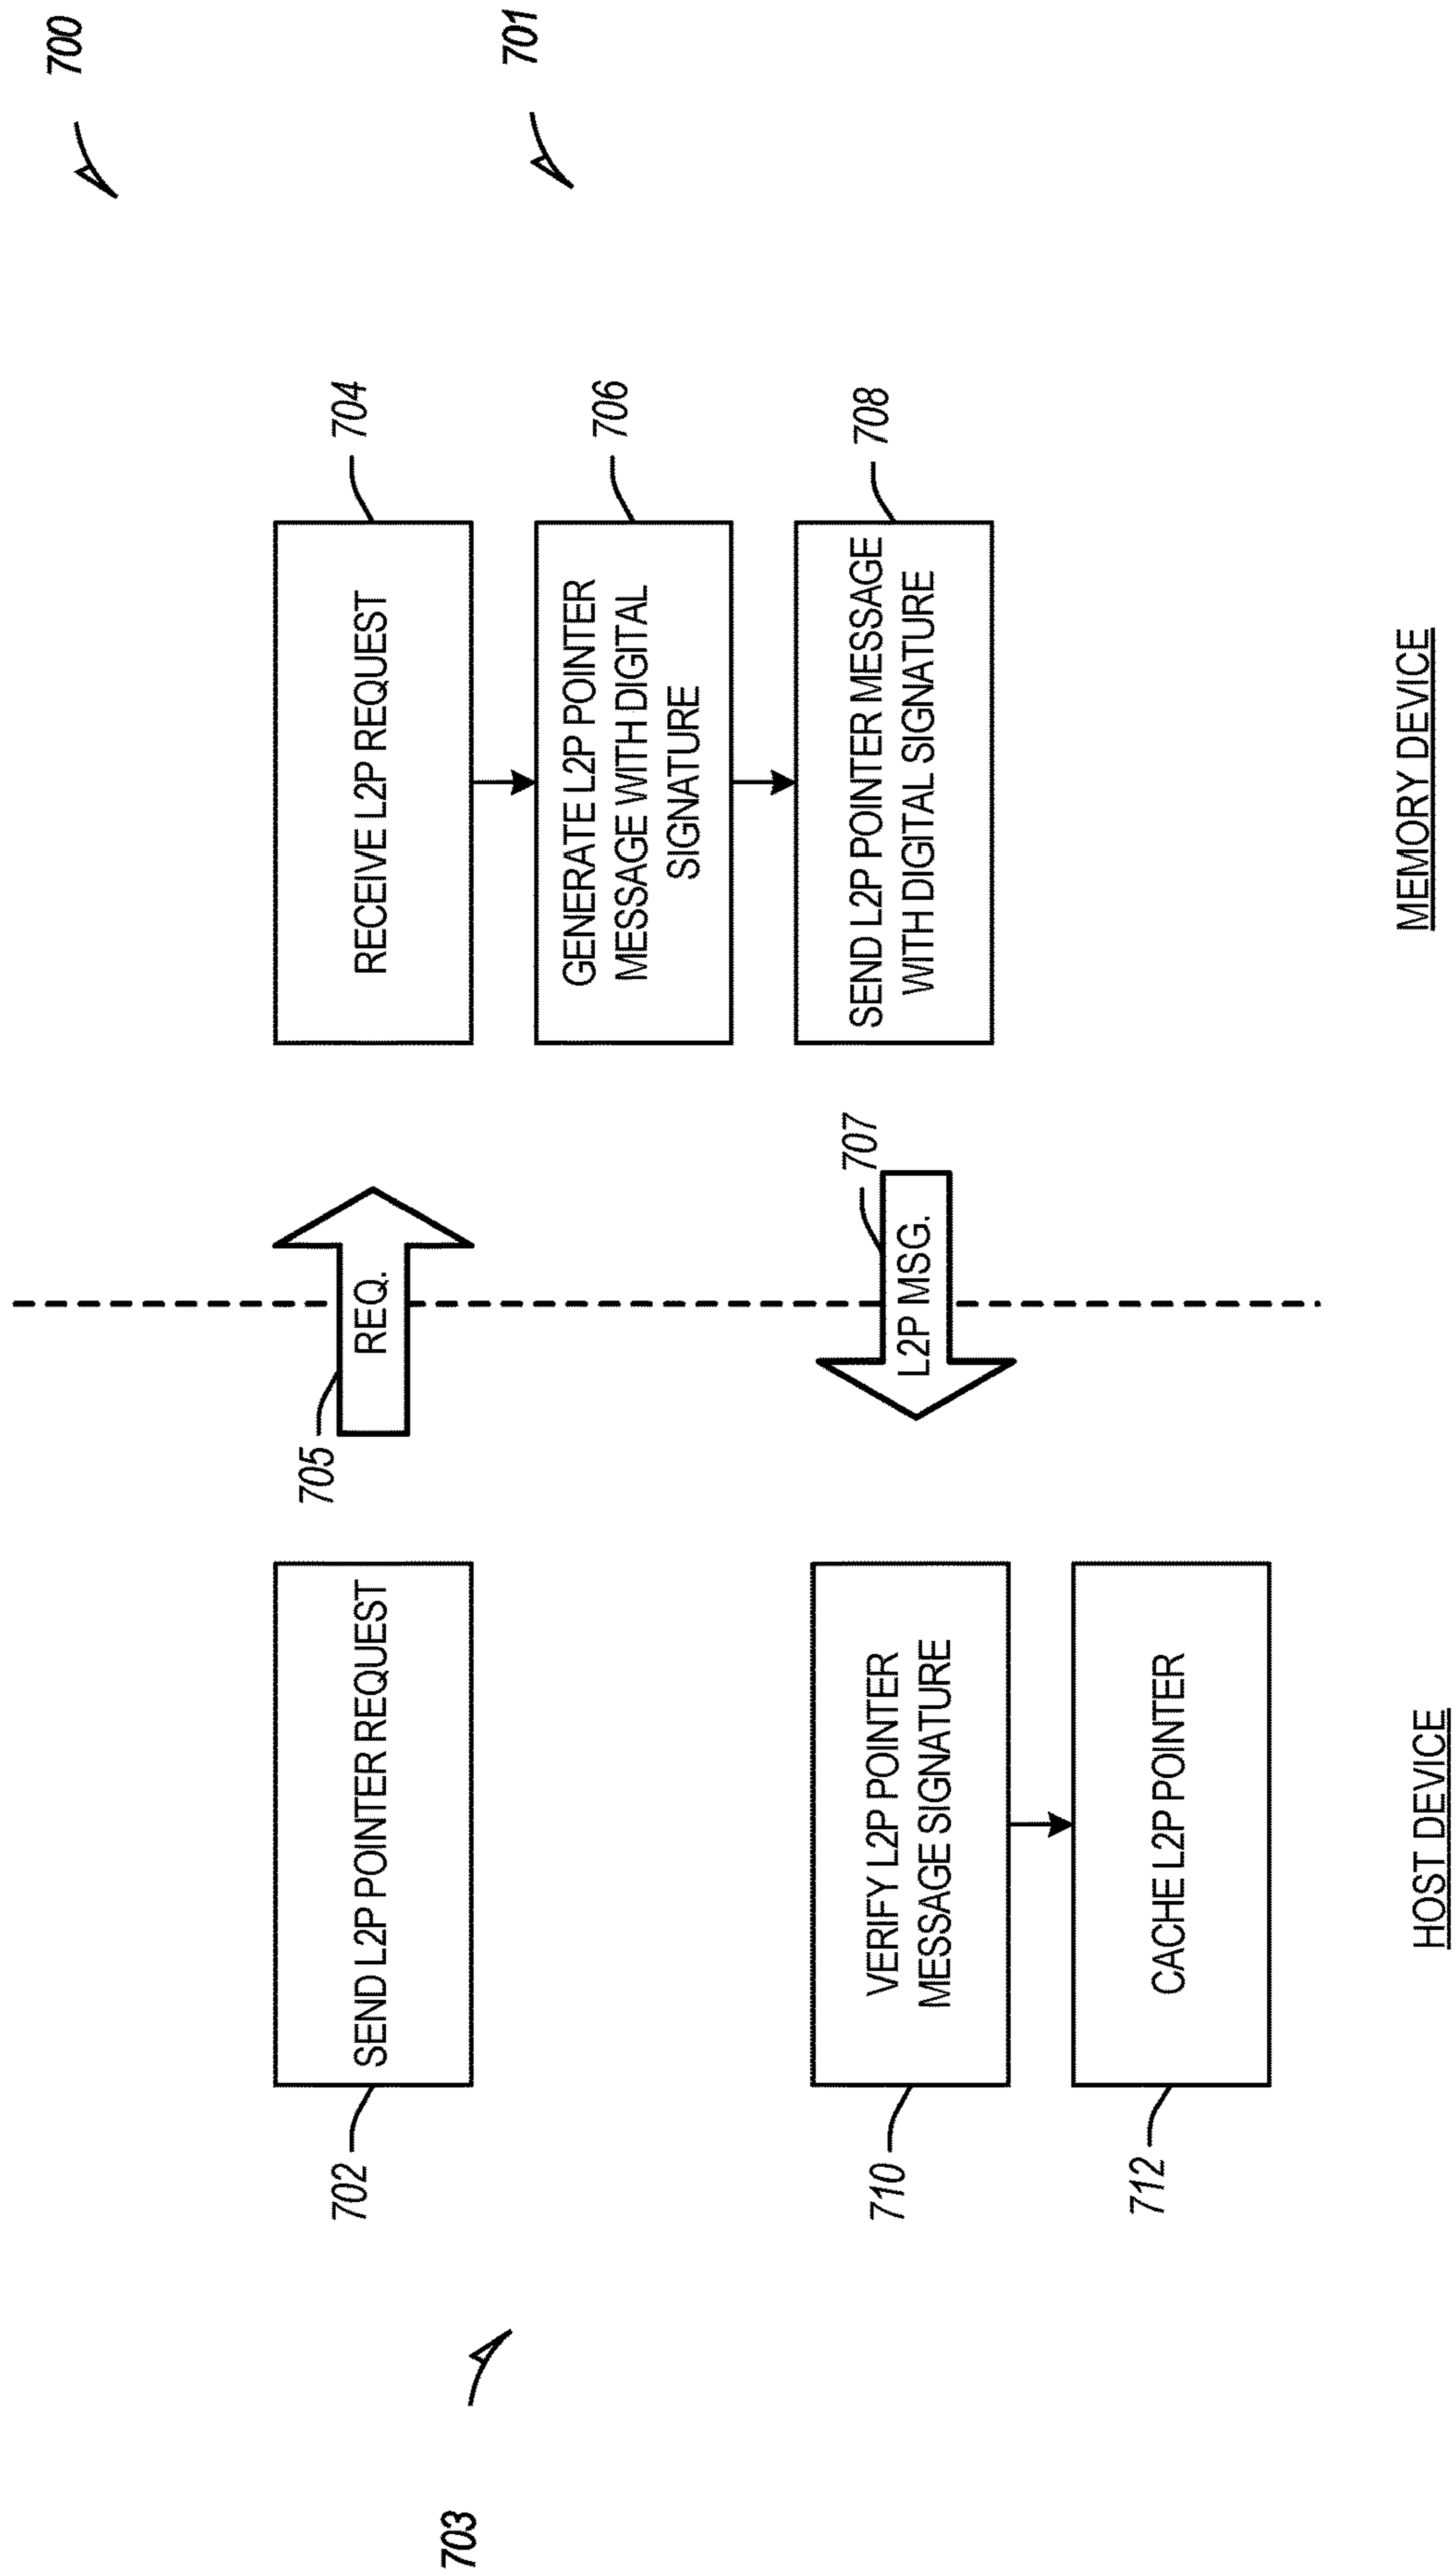 700
701
703
702
SEND L2P POINTER REQUEST
705
REQ.
704
RECEIVE L2P REQUEST
706
GENERATE L2P POINTER
MESSAGE WITH DIGITAL
SIGNATURE
708
SEND L2P POINTER MESSAGE
WITH DIGITAL SIGNATURE
707
L2P MSG.
710
VERIFY L2P POINTER
MESSAGE SIGNATURE
712
CACHE L2P POINTER
HOST DEVICE
MEMORY DEVICE